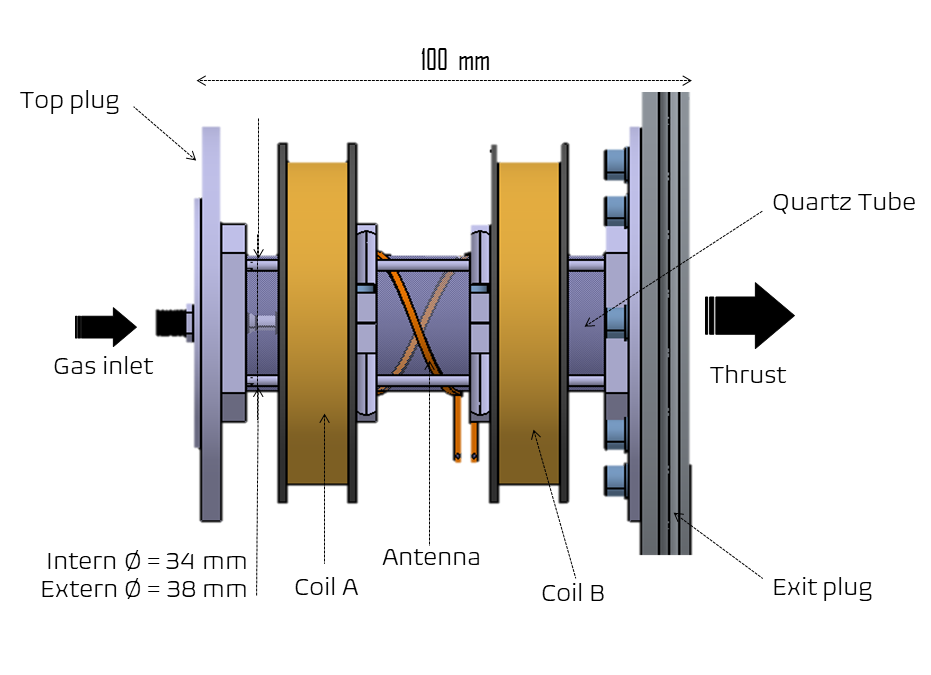 100 mm
Top plug
Quartz Tube
Gas inlet
Thrust
Intern Ø = 34 mm
Extern Ø = 38 mm
Coil A
Antenna
Coil B
Exit plug